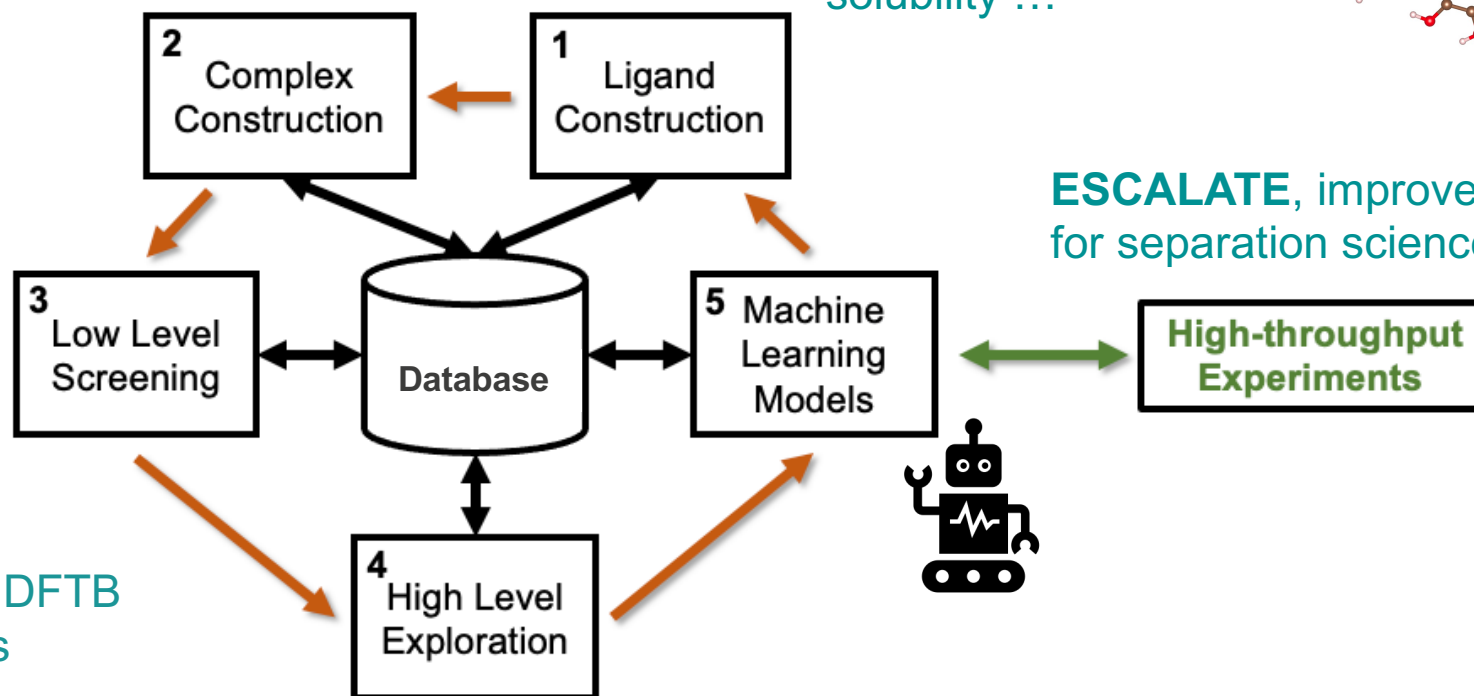 solubility ...
2
Complex
Construction
1
Ligand
Construction
ESCALATE, improve
for separation science
3
Low Level
Screening
Database
5
Machine
Learning
Models
High-throughput
Experiments
DFTB
s
4
High Level
Exploration